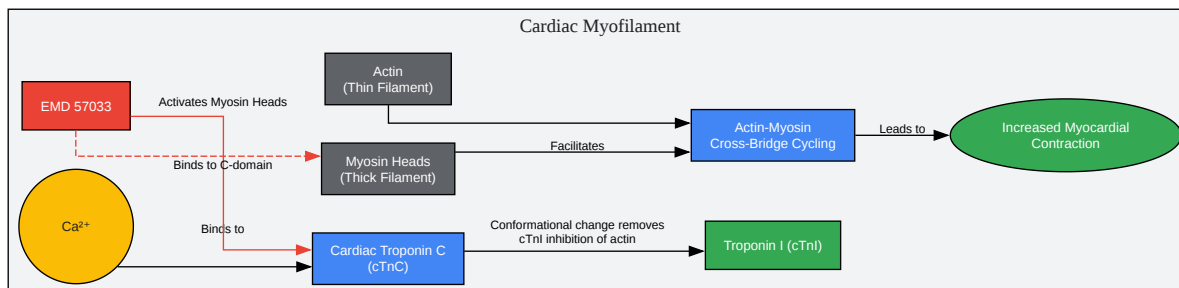 Cardiac Myofilament
Actin
(Thin Filament)
EMD 57033
Activates Myosin Heads
Actin-Myosin
Cross-Bridge Cycling
Leads to
Increased Myocardial
Contraction
Facilitates
Myosin Heads
(Thick Filament)
Binds to C-domain
Ca²⁺
Binds to
Conformational change removes
cTnI inhibition of actin
Cardiac Troponin C
(cTnC)
Troponin I (cTnI)